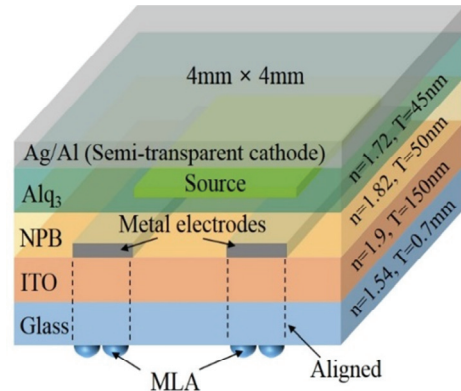 4mm × 4mm
Ag/Al (Semi-transparent cathode)
Source
Alq₃
n=1.72, T=45nm
Metal electrodes
NPB
n=1.82, T=50nm
ITO
n=1.9, T=150nm
Glass
n=1.54, T=0.7mm
MLA
Aligned